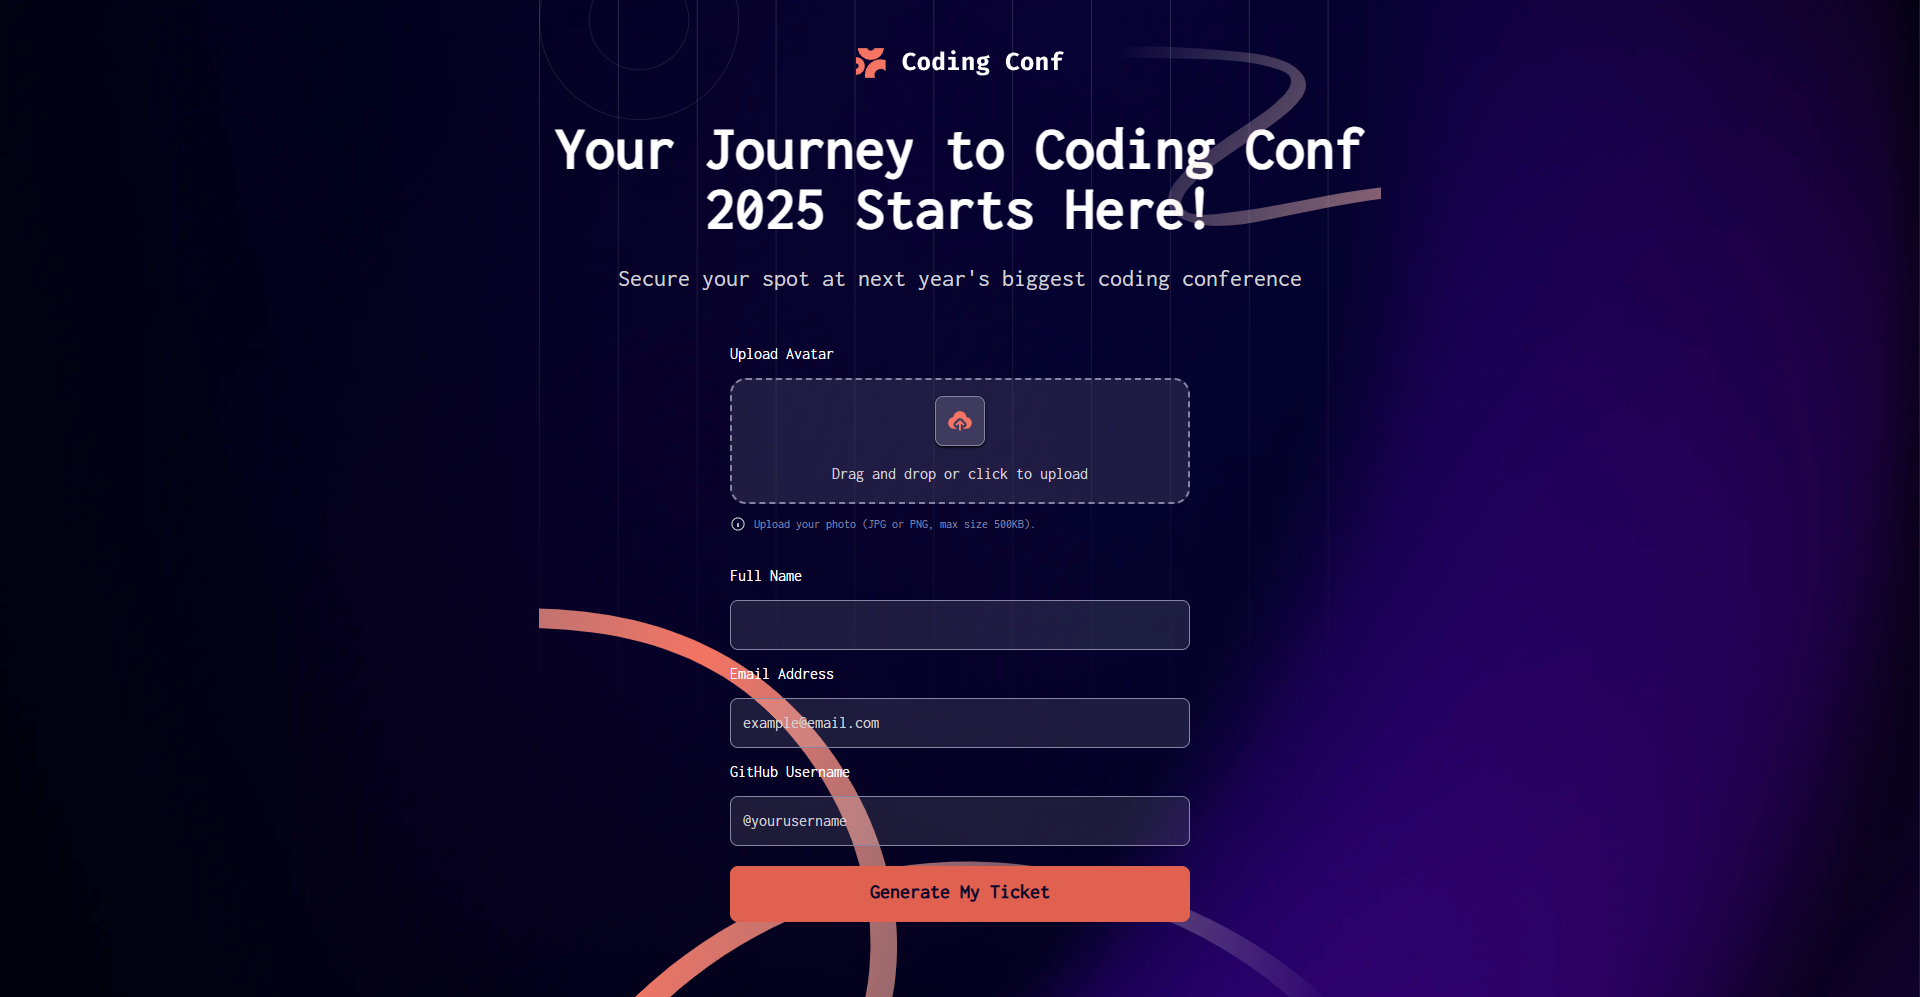 Coding Conf
Your Journey to Coding Conf
2025 Starts Here!
Secure your spot at next year's biggest coding conference
Upload Avatar
Drag and drop or click to upload
Upload your photo (JPG or PNG, max size 500KB).
Full Name
Email Address
example@email.com
GitHub Username
@yourusername
Generate My Ticket